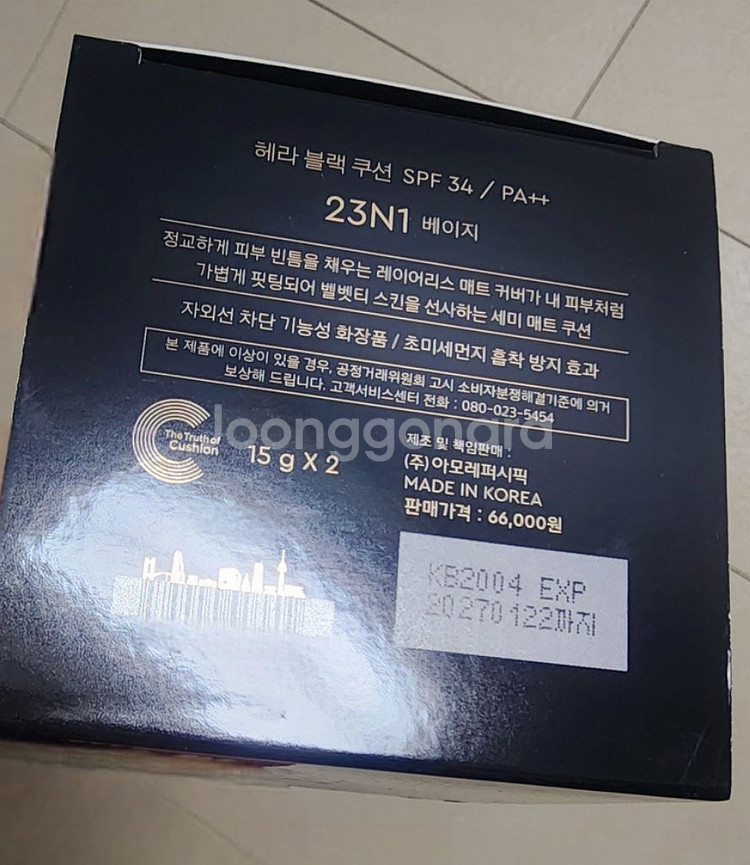 헤라 블랙 쿠션 SPF 34 / PA++
23N1 베이지
정교하게 피부 빈틈을 채우는 레이어리스 매트 커버가 내 피부처럼
가볍게 핏팅되어 벨벳티 스킨을 선사하는 세미 매트 쿠션
자외선 차단 기능성 화장품 / 초미세먼지 흡착 방지 효과
본 제품에 이상이 있을 경우, 공정거래위원회 고시 소비자분쟁해결기준에 의거
보상해 드립니다. 고객서비스센터 전화 : 080-023-5454
The Truth of
Cushion
15 g X 2
joonggonara
제조 및 책임판매 :
(주)아모레퍼시픽
MADE IN KOREA
판매가격 : 66,000원
KB2004 EXP
20270122까지